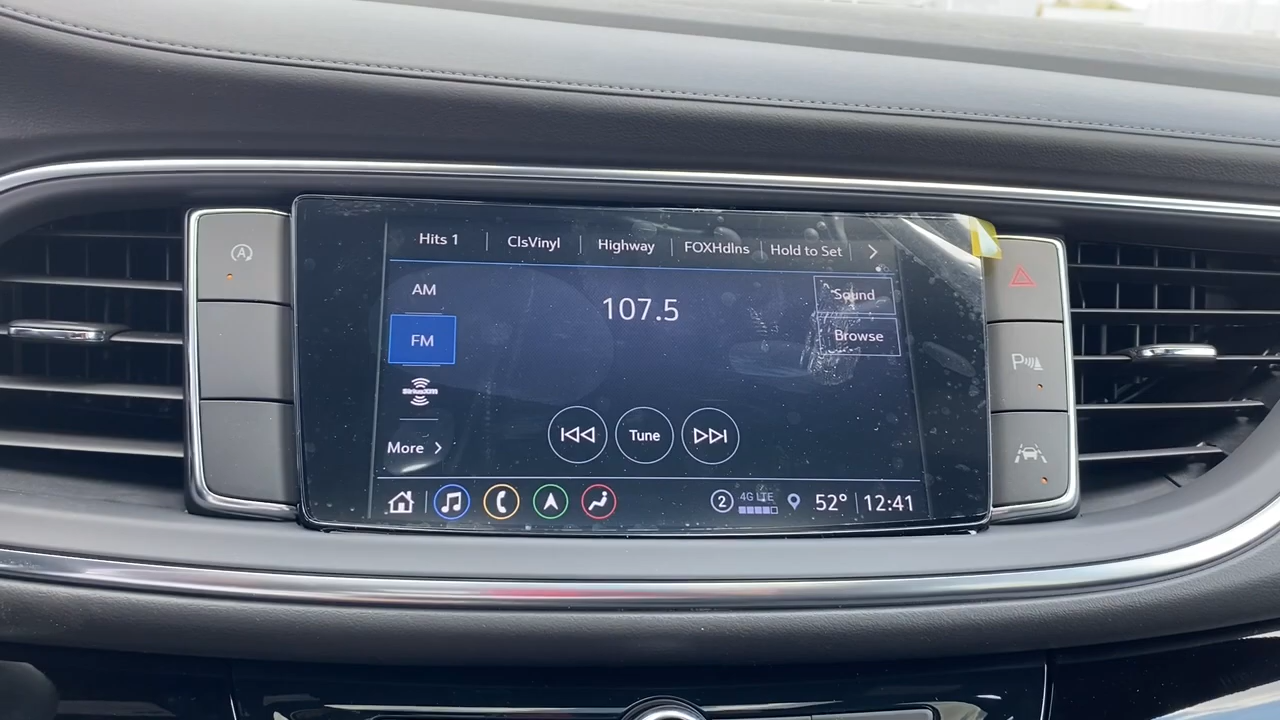 Hits 1 ClsVinyl Highway FOXHdlns Hold to Set
AM
107.5
Sound
FM
Browse
SiriusXM
More
Tune
2 4G LTE 52° 12:41
A
P